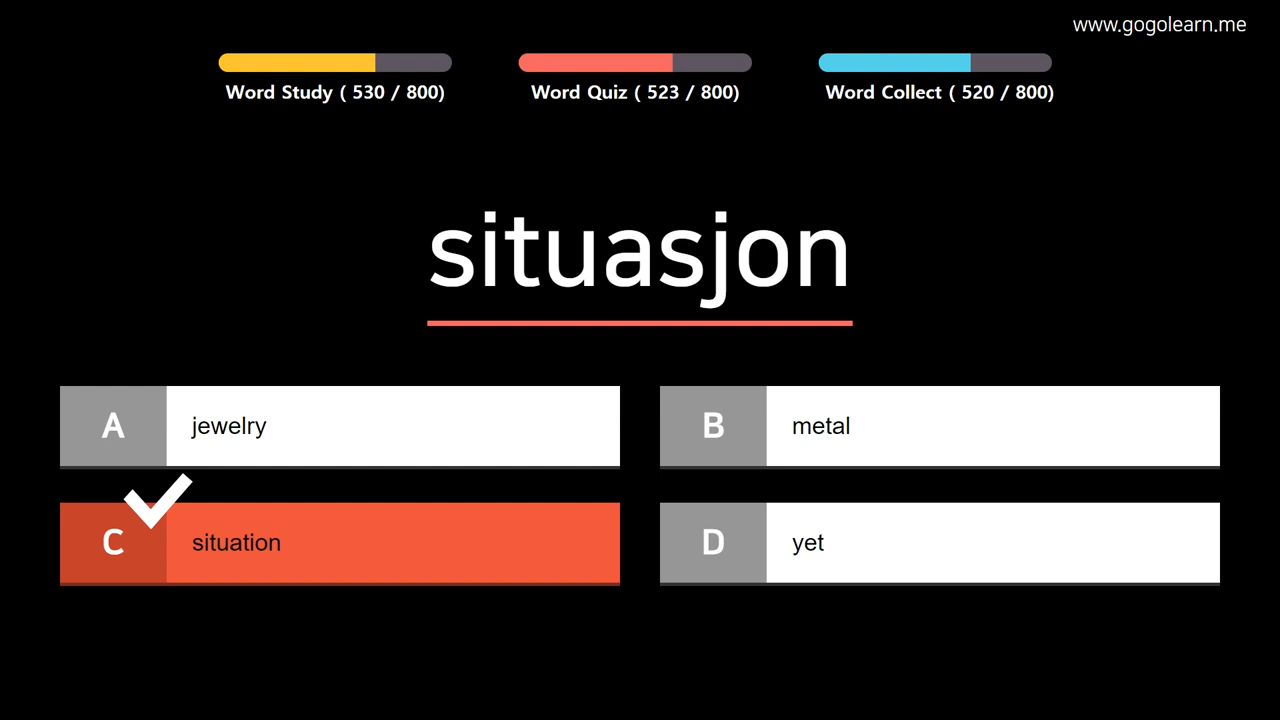 www.gogolearn.me
Word Study ( 530 / 800)
Word Quiz ( 523 / 800)
Word Collect ( 520 / 800)
situasjon
A jewelry
B metal
C situation
D yet